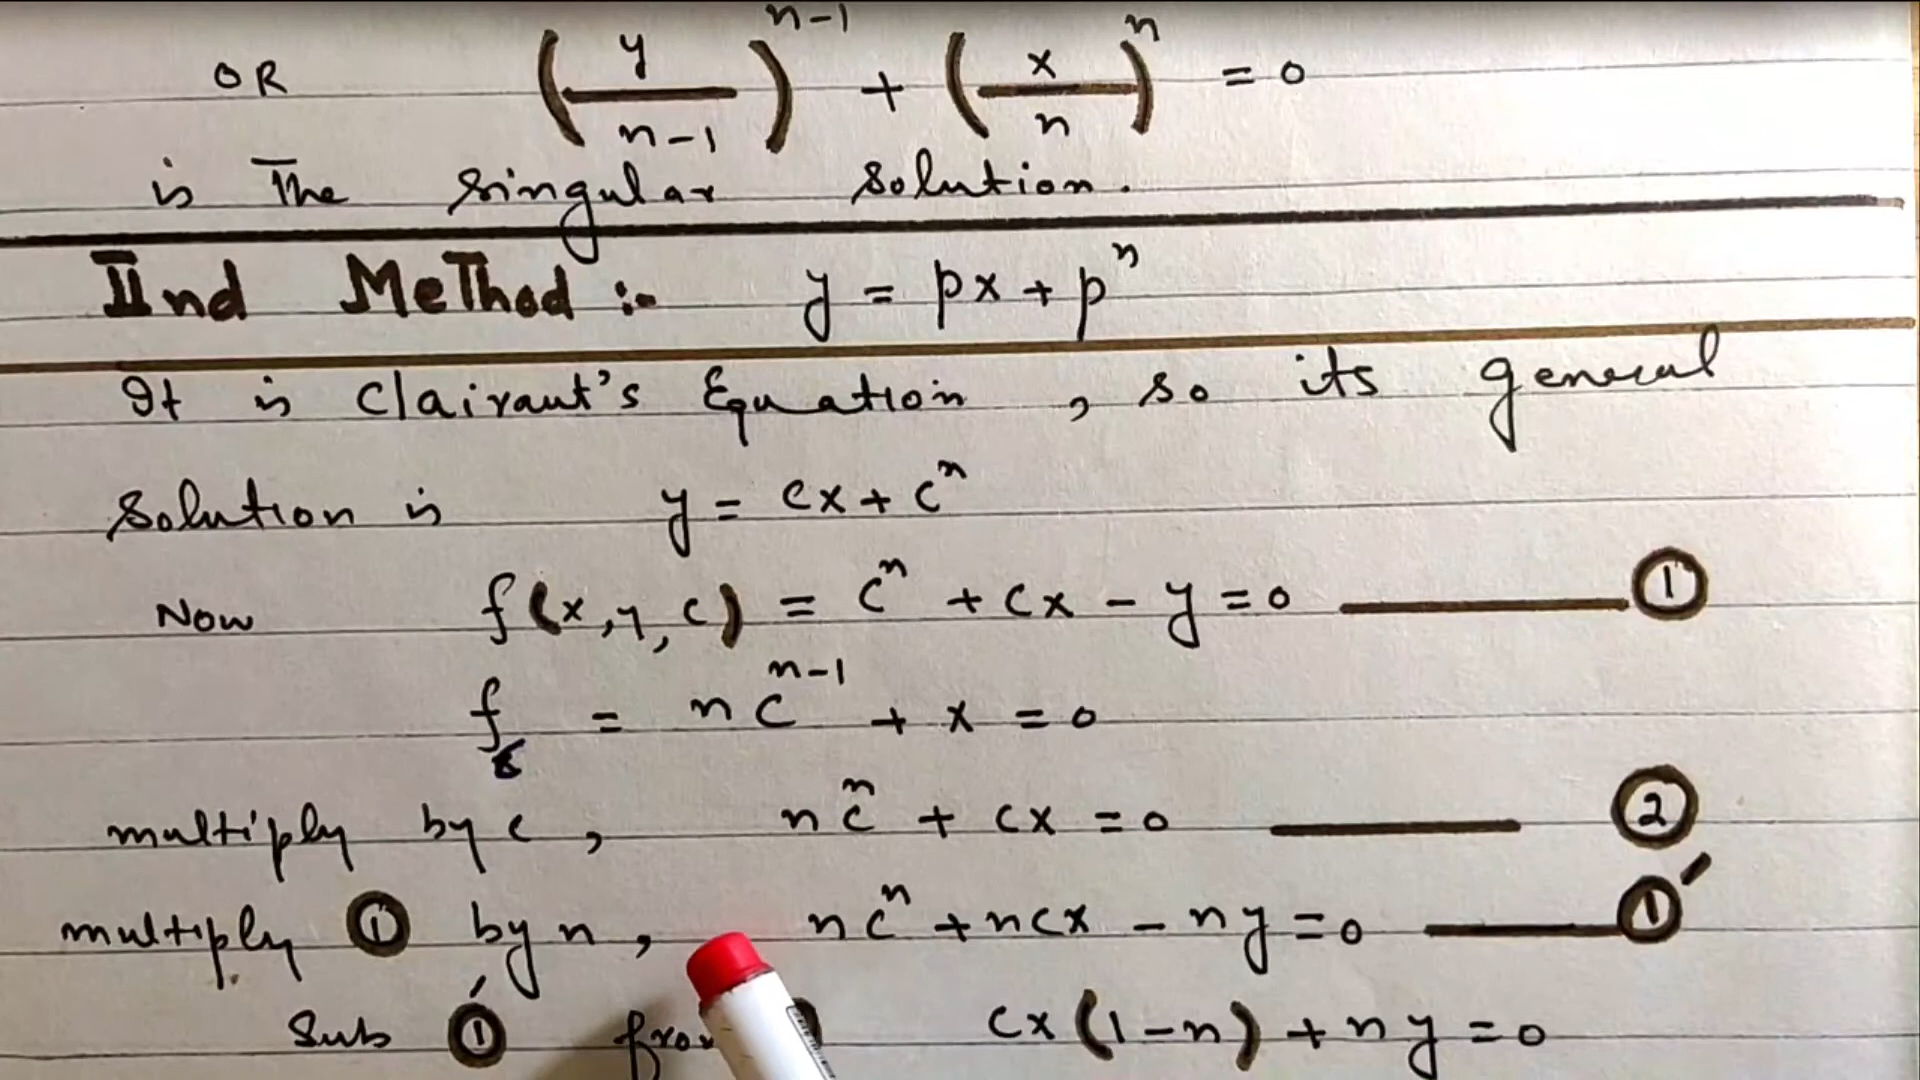 OR (y/n-1)^n-1 + (x/n)^n = 0
is The singular solution.
IInd MeThod :- y = px + p^n
It is Clairaut's Equation, so its general
solution is y = cx + c^n
Now f(x, y, c) = c^n + cx - y = 0 ①
f_c = nc^n-1 + x = 0
multiply by c, nc^n + cx = 0 ②
multiply ① by n, nc^n + ncx - ny = 0 ①′
Sub ①′ cx(1-n) + ny = 0